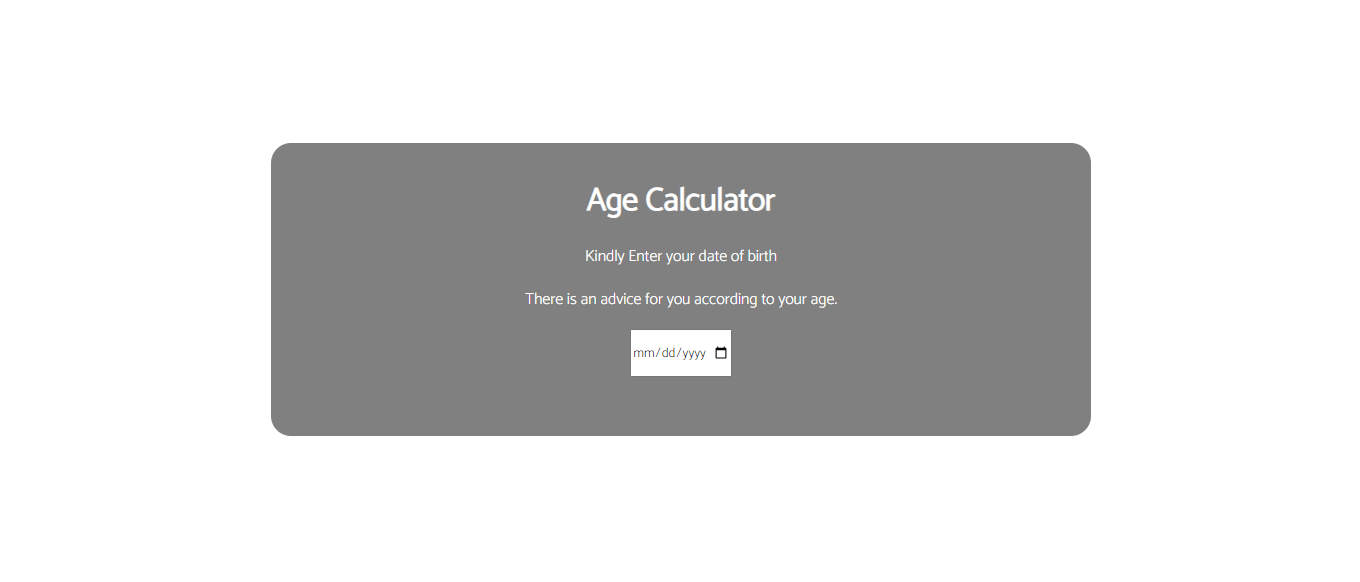 Age Calculator
Kindly Enter your date of birth
There is an advice for you according to your age.
mm/dd/yyyy